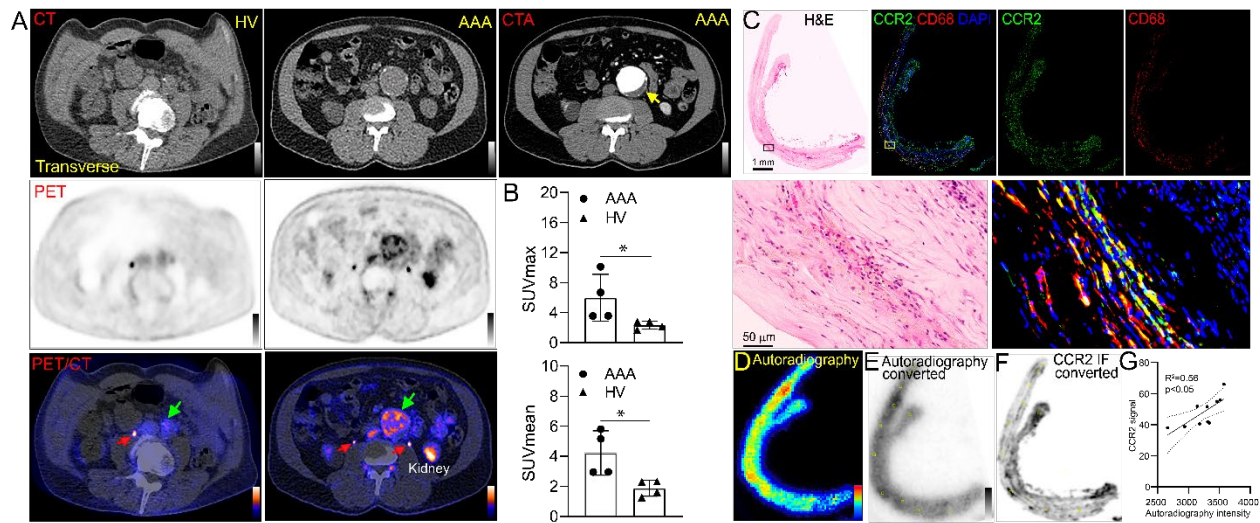 A
CT
HV
AAA
CTA
AAA
Transverse
PET
PET/CT
Kidney
B
SUVmax
20
16
12
8
4
0
AAA
HV
*
SUVmean
10
8
6
4
2
0
AAA
HV
*
C
H&E
1 mm
CCR2 CD68 DAPI
CCR2
CD68
50 µm
D Autoradiography
E Autoradiography
converted
F CCR2 IF
converted
G
R²=0.56
p<0.05
CCR2 signal
80
60
40
20
0
2500 3000 3500 4000
Autoradiography intensity